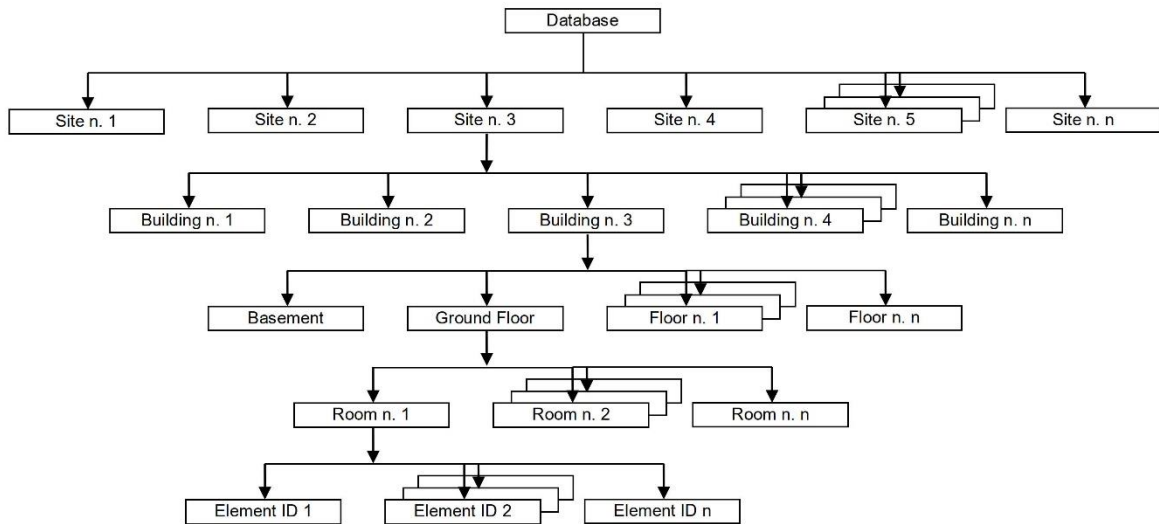 Database
Site n. 1
Site n. 2
Site n. 3
Site n. 4
Site n. 5
Site n. n
Building n. 1
Building n. 2
Building n. 3
Building n. 4
Building n. n
Basement
Ground Floor
Floor n. 1
Floor n. n
Room n. 1
Room n. 2
Room n. n
Element ID 1
Element ID 2
Element ID n